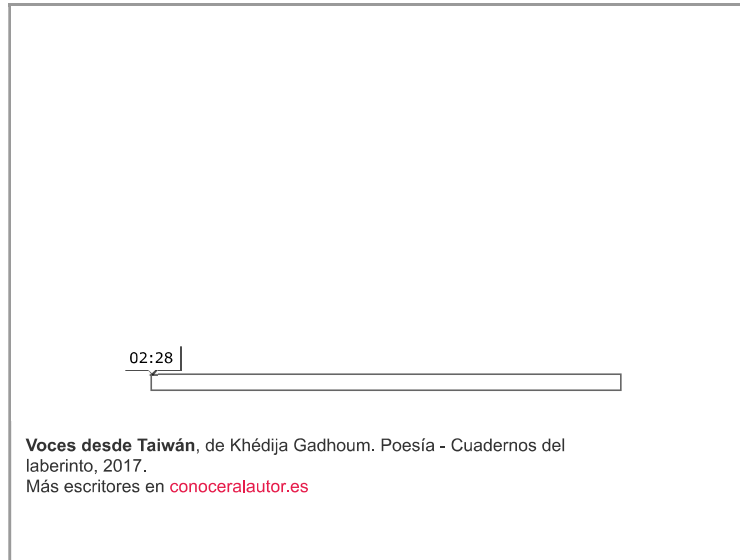 02:28
Voces desde Taiwán, de Khédija Gadhoum. Poesía - Cuadernos del
laberinto, 2017.
Más escritores en conoceralautor.es